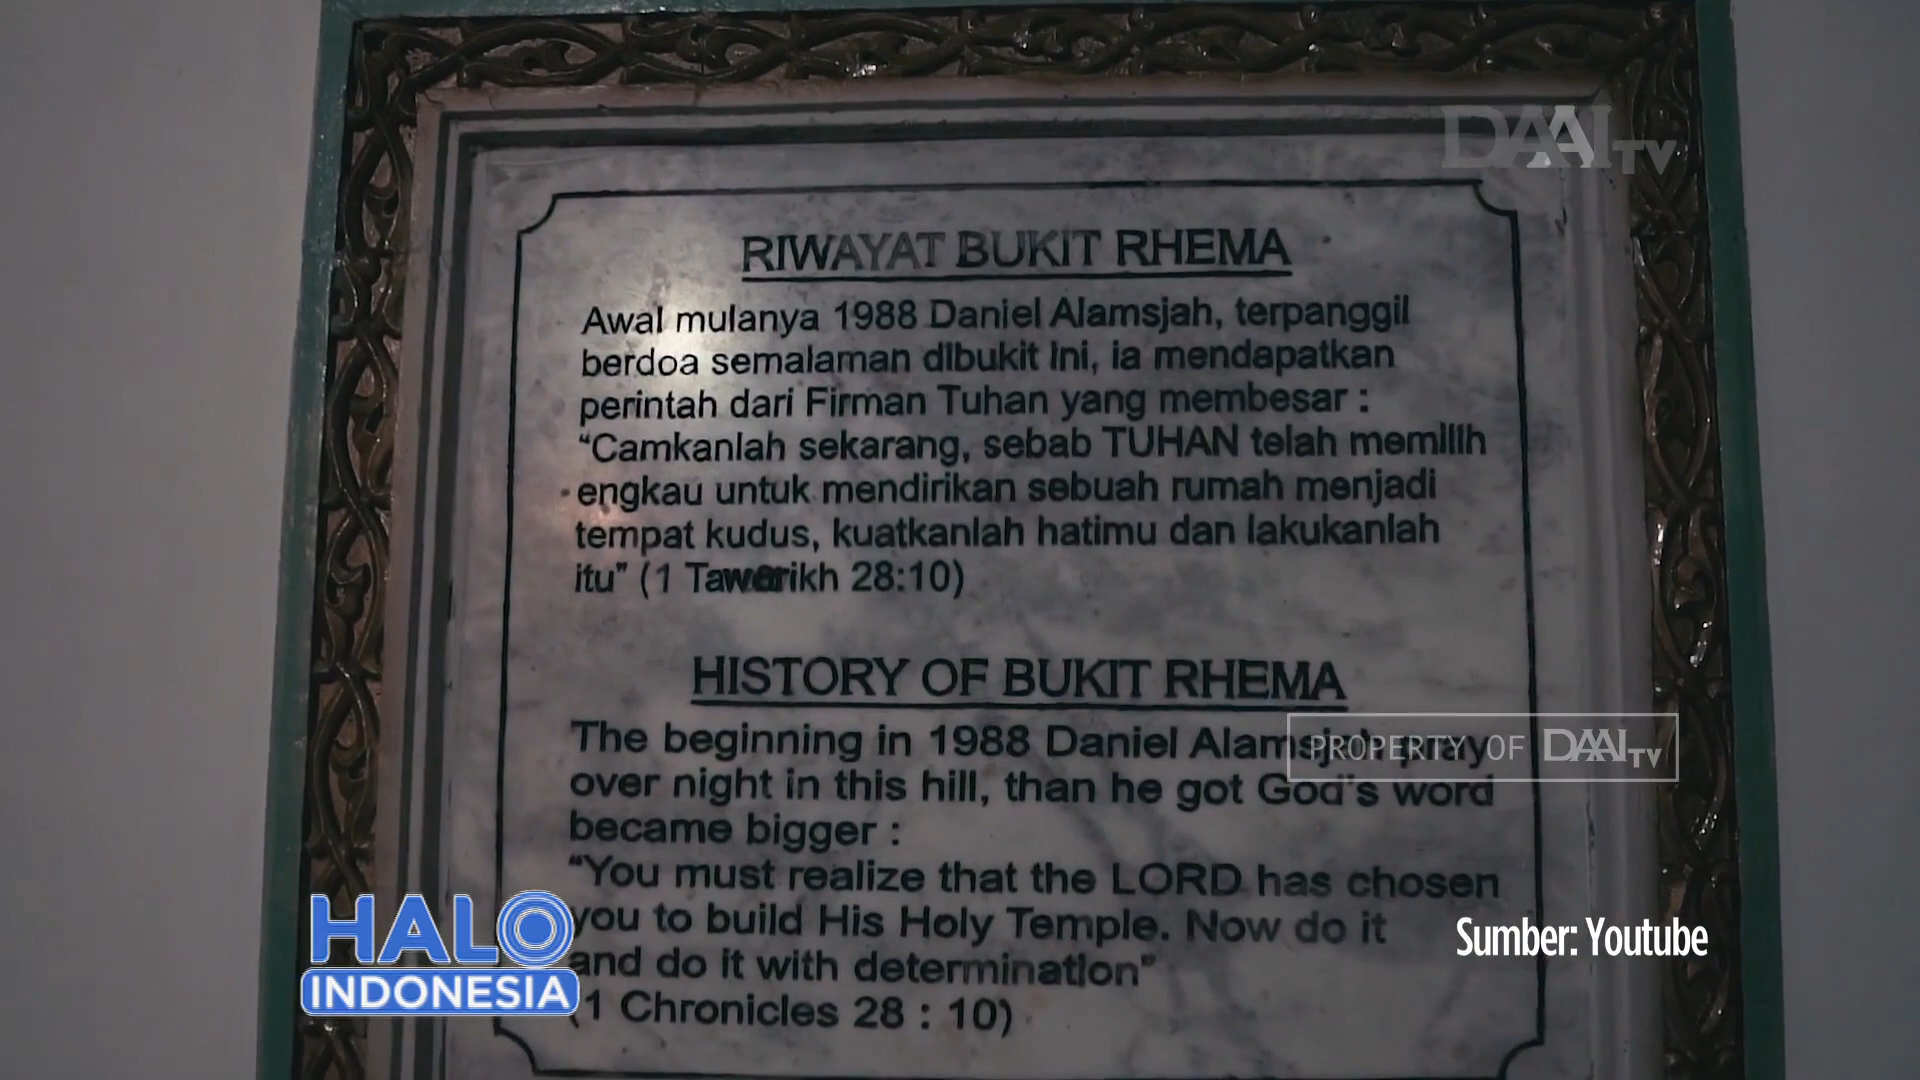 DAAI TV
RIWAYAT BUKIT RHEMA
Awal mulanya 1988 Daniel Alamsjah, terpanggil
berdoa semalaman dibukit ini, ia mendapatkan
perintah dari Firman Tuhan yang membesar :
“Camkanlah sekarang, sebab TUHAN telah memilih
engkau untuk mendirikan sebuah rumah menjadi
tempat kudus, kuatkanlah hatimu dan lakukanlah
itu” (1 Tawarikh 28:10)
HISTORY OF BUKIT RHEMA
The beginning in 1988 Daniel Alamsjah pray
PROPERTY OF DAAI TV
over night in this hill, than he got God"s word
became bigger :
“You must realize that the LORD has chosen
you to build His Holy Temple. Now do it
and do it with determination”
(1 Chronicles 28 : 10)
Sumber: Youtube
HALO
INDONESIA